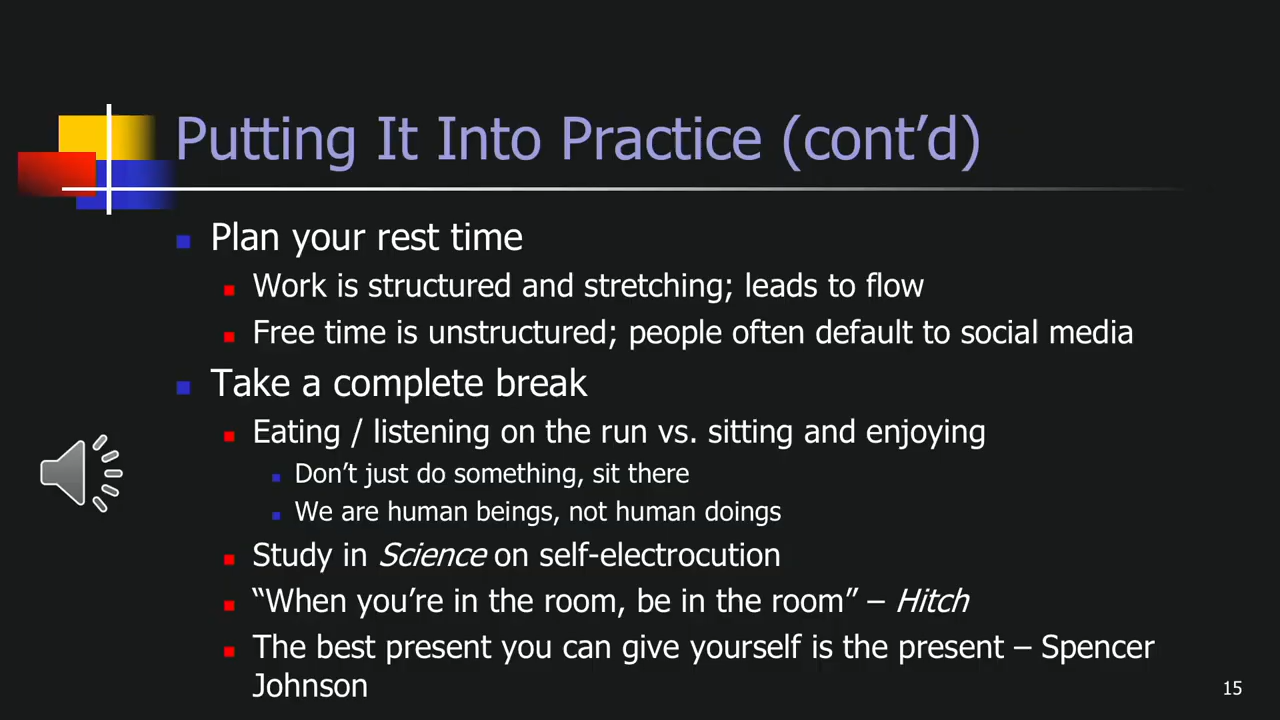 Putting It Into Practice (cont’d)
Plan your rest time
Work is structured and stretching; leads to flow
Free time is unstructured; people often default to social media
Take a complete break
Eating / listening on the run vs. sitting and enjoying
Don’t just do something, sit there
We are human beings, not human doings
Study in Science on self-electrocution
“When you’re in the room, be in the room” – Hitch
The best present you can give yourself is the present – Spencer
Johnson
15